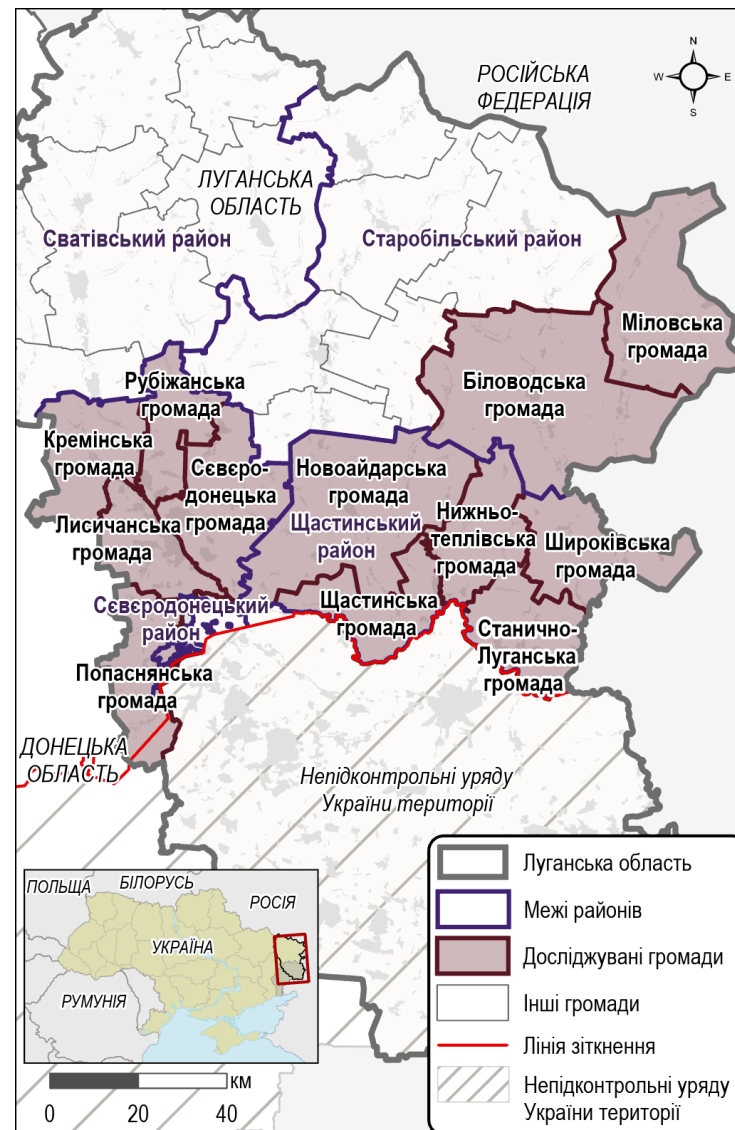 N
W
E
S
РОСІЙСЬКА
ФЕДЕРАЦІЯ
ЛУГАНСЬКА
ОБЛАСТЬ
Сватівський район
Старобільський район
Міловська
громада
Рубіжанська
громада
Біловодська
громада
Кремінська
громада
Сєвєро-
донецька
громада
Новоайдарська
громада
Щастинський
район
Нижньо-
теплівська
громада
Лисичанська
громада
Широківська
громада
Сєвєродонецький
район
Щастинська
громада
Станично-
Луганська
громада
Попаснянська
громада
ДОНЕЦЬКА
ОБЛАСТЬ
Непідконтрольні уряду
України території
ПОЛЬЩА
БІЛОРУСЬ
РОСІЯ
УКРАЇНА
РУМУНІЯ
км
0
20
40
Луганська область
Межі районів
Досліджувані громади
Інші громади
Лінія зіткнення
Непідконтрольні уряду
України території